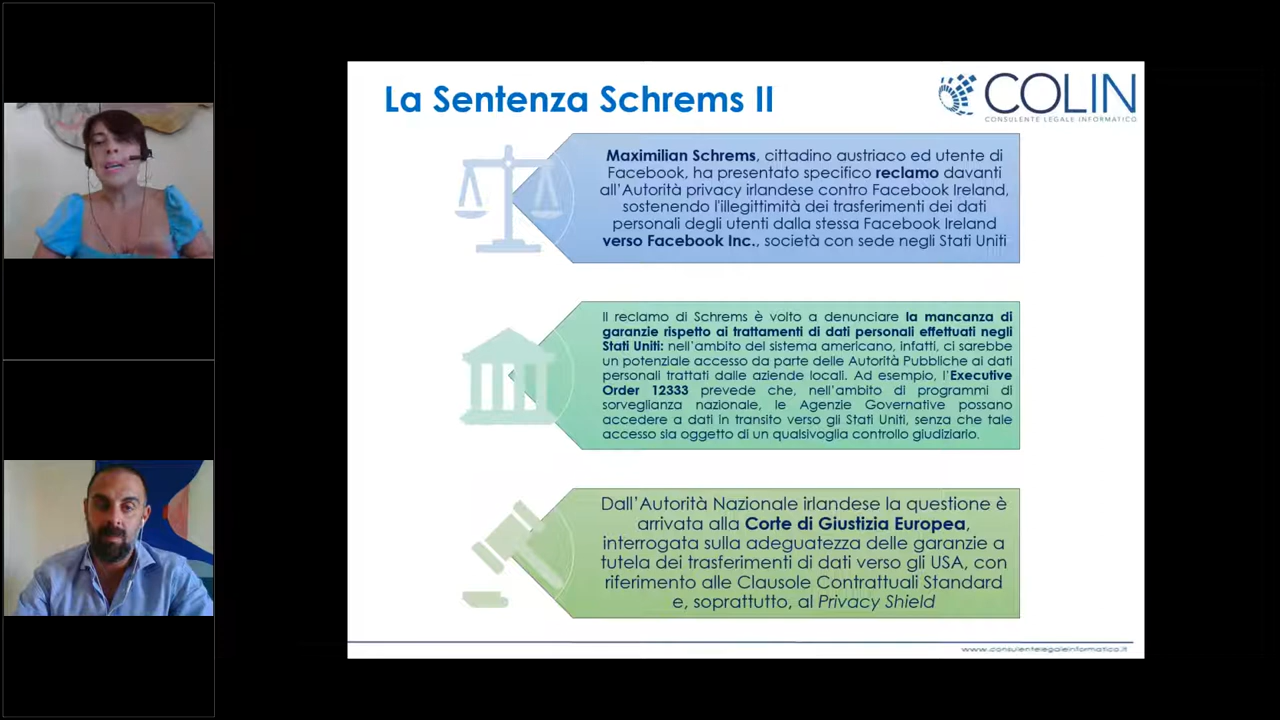 La Sentenza Schrems II
COLIN
CONSULENTE LEGALE INFORMATICO
Maximilian Schrems, cittadino austriaco ed utente di
Facebook, ha presentato specifico reclamo davanti
all'Autorità privacy irlandese contro Facebook Ireland,
sostenendo l'illegittimità dei trasferimenti dei dati
personali degli utenti dalla stessa Facebook Ireland
verso Facebook Inc., società con sede negli Stati Uniti
Il reclamo di Schrems è volto a denunciare la mancanza di
garanzie rispetto ai trattamenti di dati personali effettuati negli
Stati Uniti: nell'ambito del sistema americano, infatti, ci sarebbe
un potenziale accesso da parte delle Autorità Pubbliche ai dati
personali trattati dalle aziende locali. Ad esempio, l'Executive
Order 12333 prevede che, nell'ambito di programmi di
sorveglianza nazionale, le Agenzie Governative possano
accedere a dati in transito verso gli Stati Uniti, senza che tale
accesso sia oggetto di un qualsivoglia controllo giudiziario.
Dall'Autorità Nazionale irlandese la questione è
arrivata alla Corte di Giustizia Europea,
interrogata sulla adeguatezza delle garanzie a
tutela dei trasferimenti di dati verso gli USA, con
riferimento alle Clausole Contrattuali Standard
e, soprattutto, al Privacy Shield
www.consulentelegaleinformatico.it